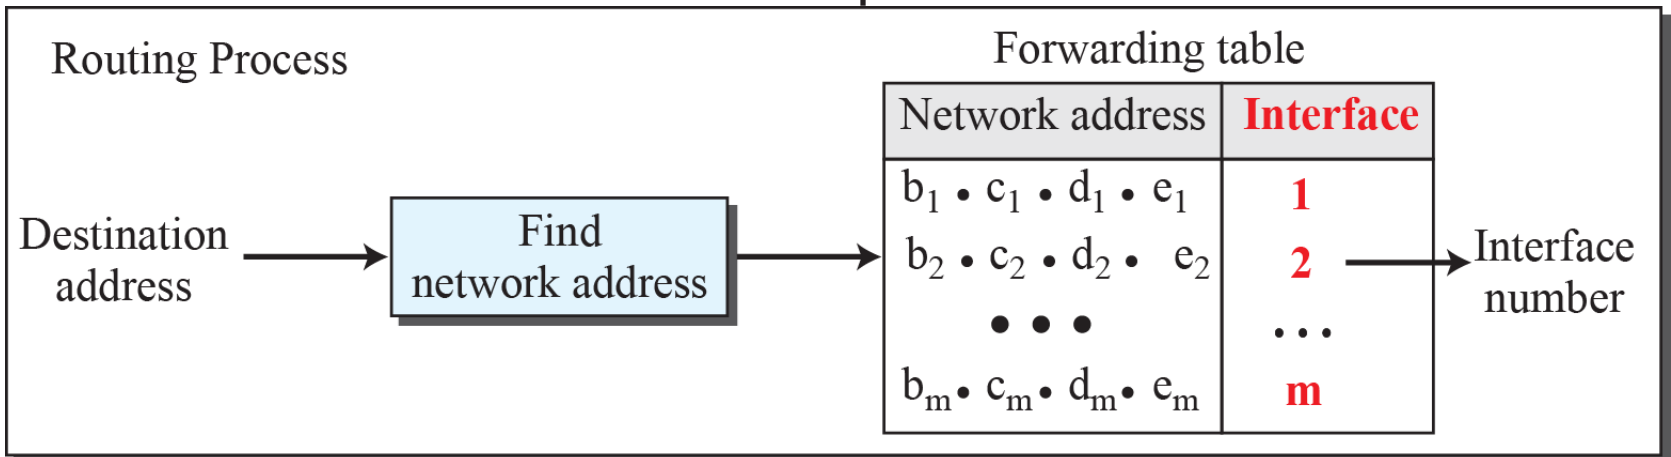 Routing Process
Forwarding table
Network address Interface
b₁ • c₁ • d₁ • e₁ 1
Destination address
Find
network address
b₂ • c₂ • d₂ • e₂ 2
Interface number
• • • ...
bₘ • cₘ • dₘ • eₘ m